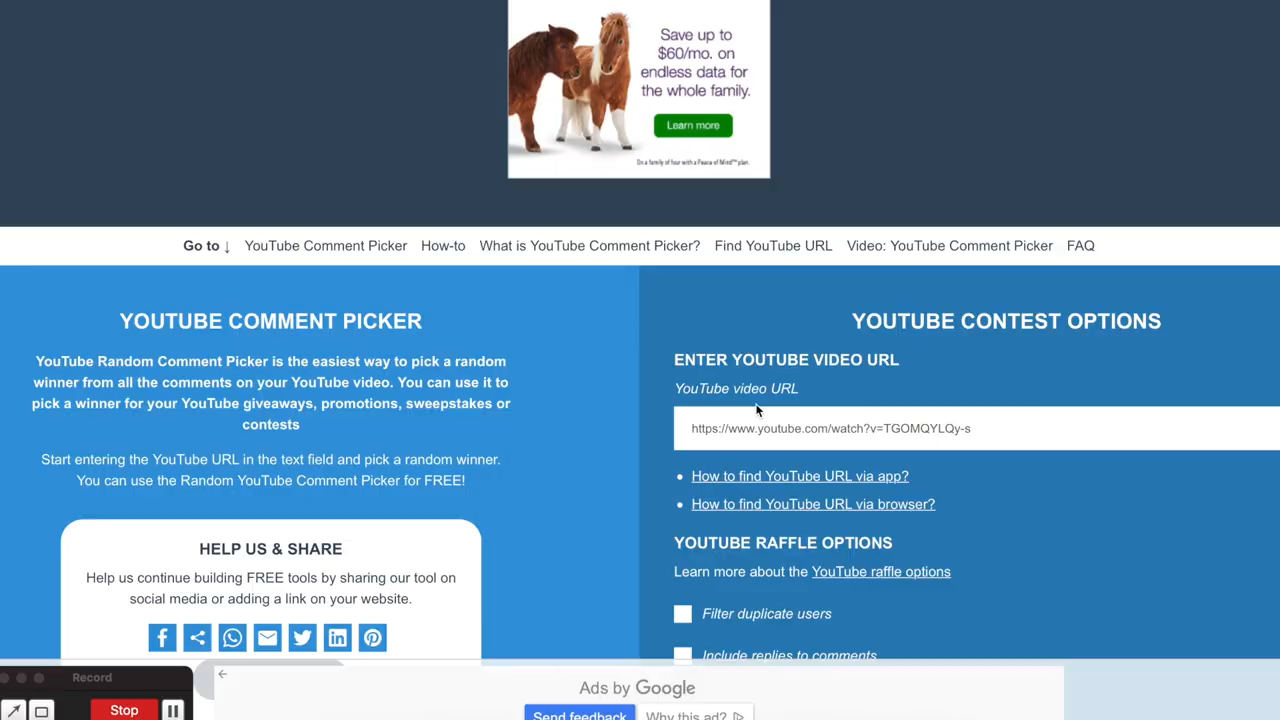 Save up to
$60/mo. on
endless data for
the whole family.
Learn more
On a family of four with a Peace of Mind™ plan.
Go to ↓ YouTube Comment Picker How-to What is YouTube Comment Picker? Find YouTube URL Video: YouTube Comment Picker FAQ
YOUTUBE COMMENT PICKER
YouTube Random Comment Picker is the easiest way to pick a random
winner from all the comments on your YouTube video. You can use it to
pick a winner for your YouTube giveaways, promotions, sweepstakes or
contests
Start entering the YouTube URL in the text field and pick a random winner.
You can use the Random YouTube Comment Picker for FREE!
HELP US & SHARE
Help us continue building FREE tools by sharing our tool on
social media or adding a link on your website.
YOUTUBE CONTEST OPTIONS
ENTER YOUTUBE VIDEO URL
YouTube video URL
https://www.youtube.com/watch?v=TGOMQYLQy-s
• How to find YouTube URL via app?
• How to find YouTube URL via browser?
YOUTUBE RAFFLE OPTIONS
Learn more about the YouTube raffle options
Filter duplicate users
Include replies to comments
Record
Stop
Ads by Google
Send feedback
Why this ad?